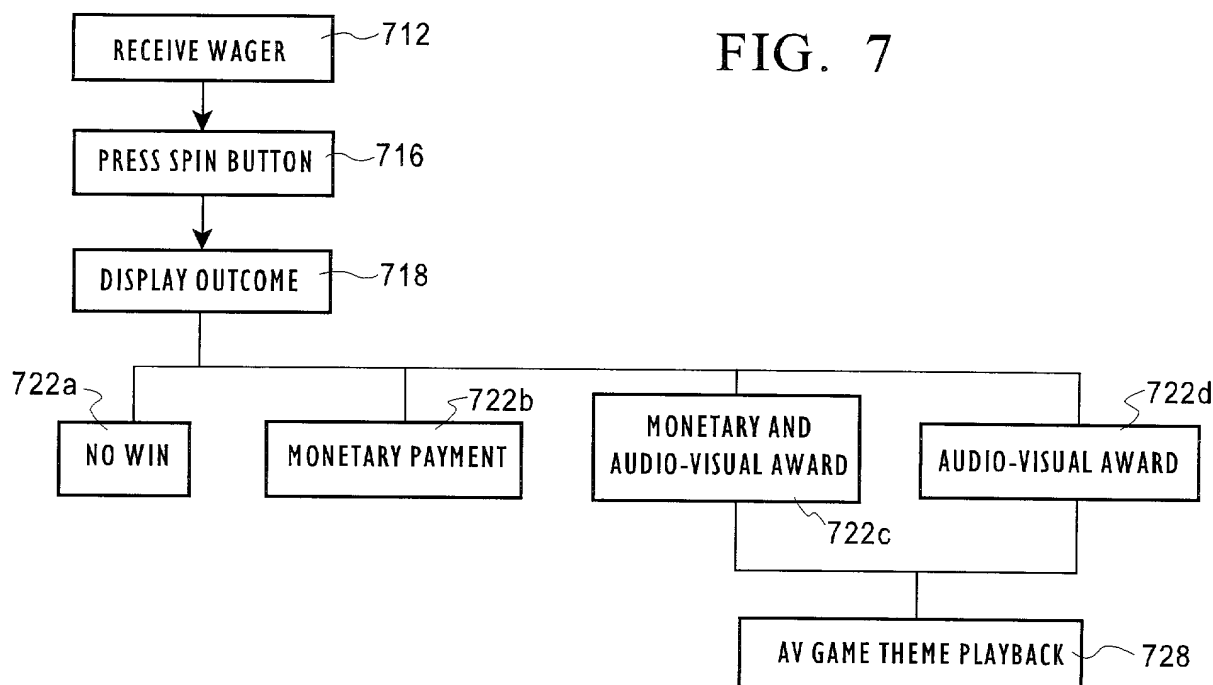 RECEIVE WAGER
712
FIG. 7
PRESS SPIN BUTTON
716
DISPLAY OUTCOME
718
722a
NO WIN
722b
MONETARY PAYMENT
MONETARY AND
AUDIO-VISUAL AWARD
722c
722d
AUDIO-VISUAL AWARD
AV GAME THEME PLAYBACK
728